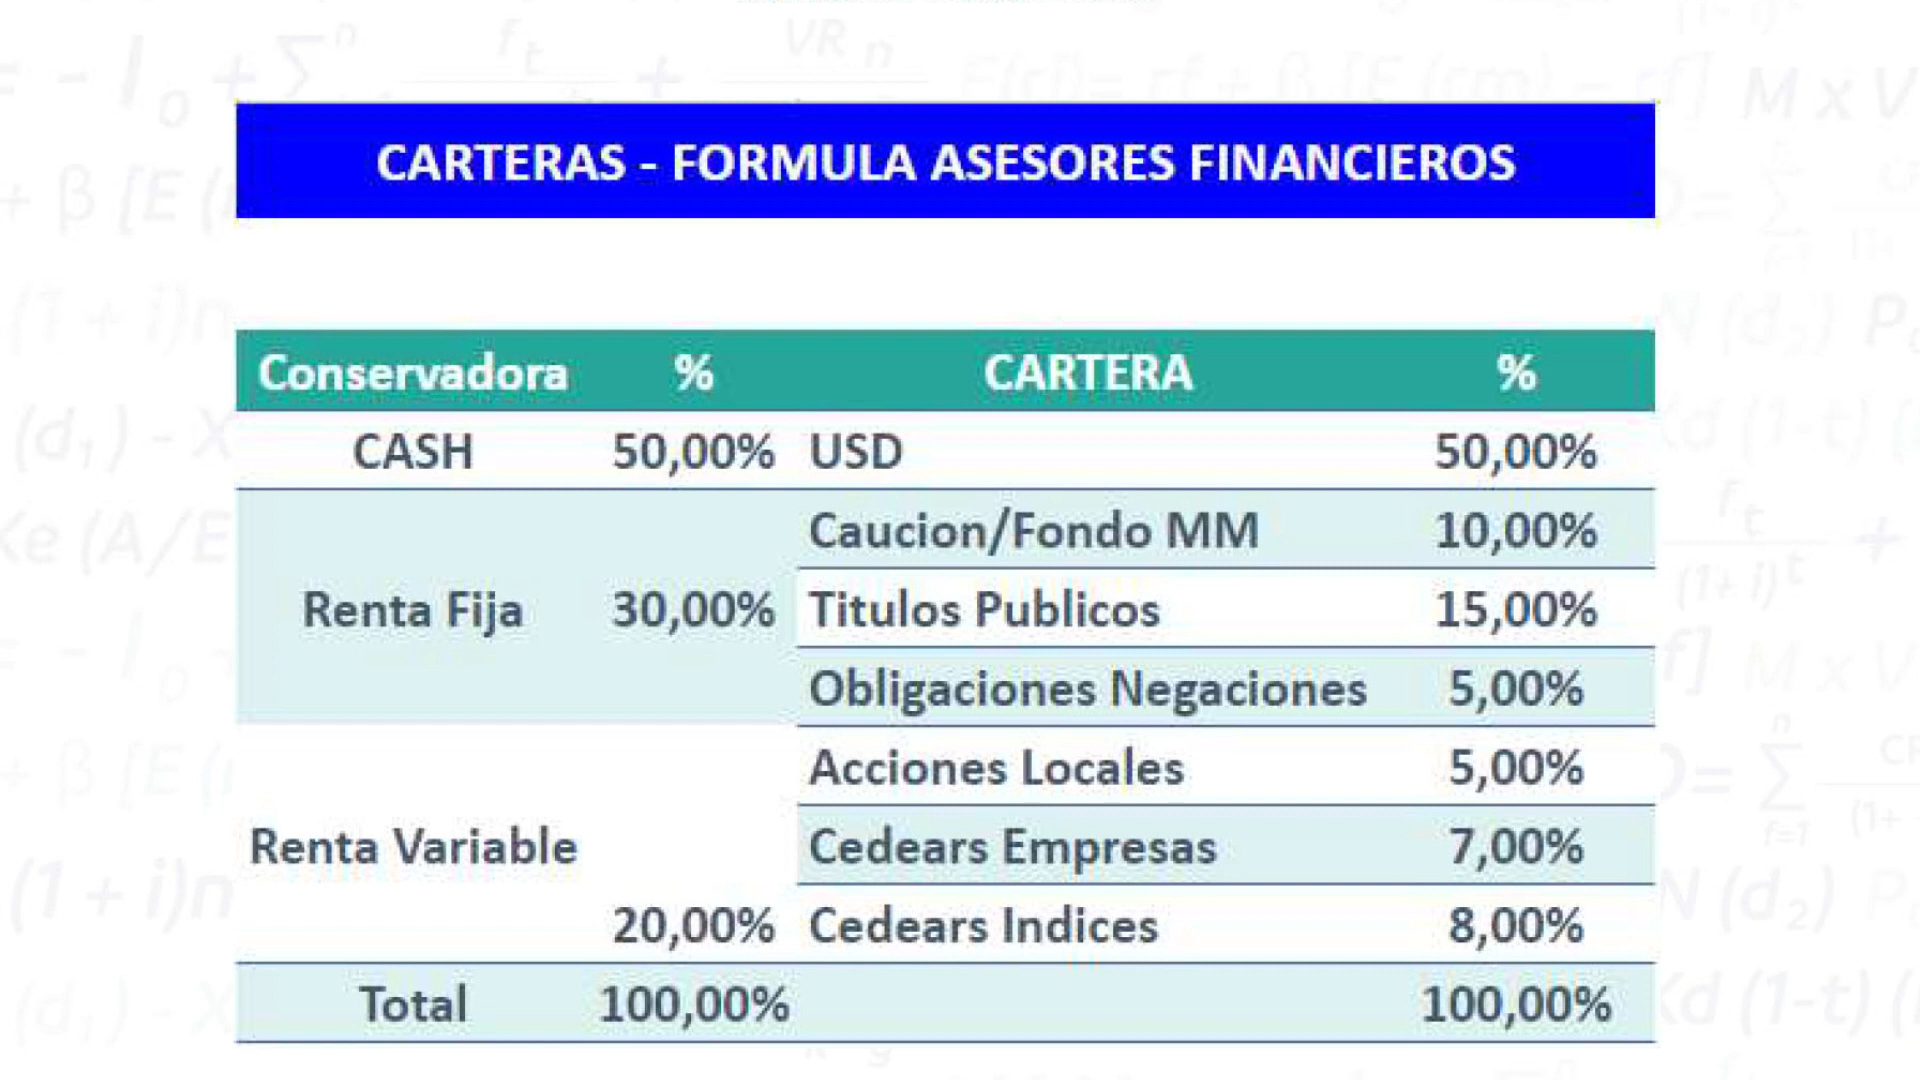 CARTERAS - FORMULA ASESORES FINANCIEROS
Conservadora % CARTERA %
CASH 50,00% USD 50,00%
Caucion/Fondo MM 10,00%
Renta Fija 30,00% Titulos Publicos 15,00%
Obligaciones Negaciones 5,00%
Acciones Locales 5,00%
Renta Variable Cedears Empresas 7,00%
20,00% Cedears Indices 8,00%
Total 100,00% 100,00%